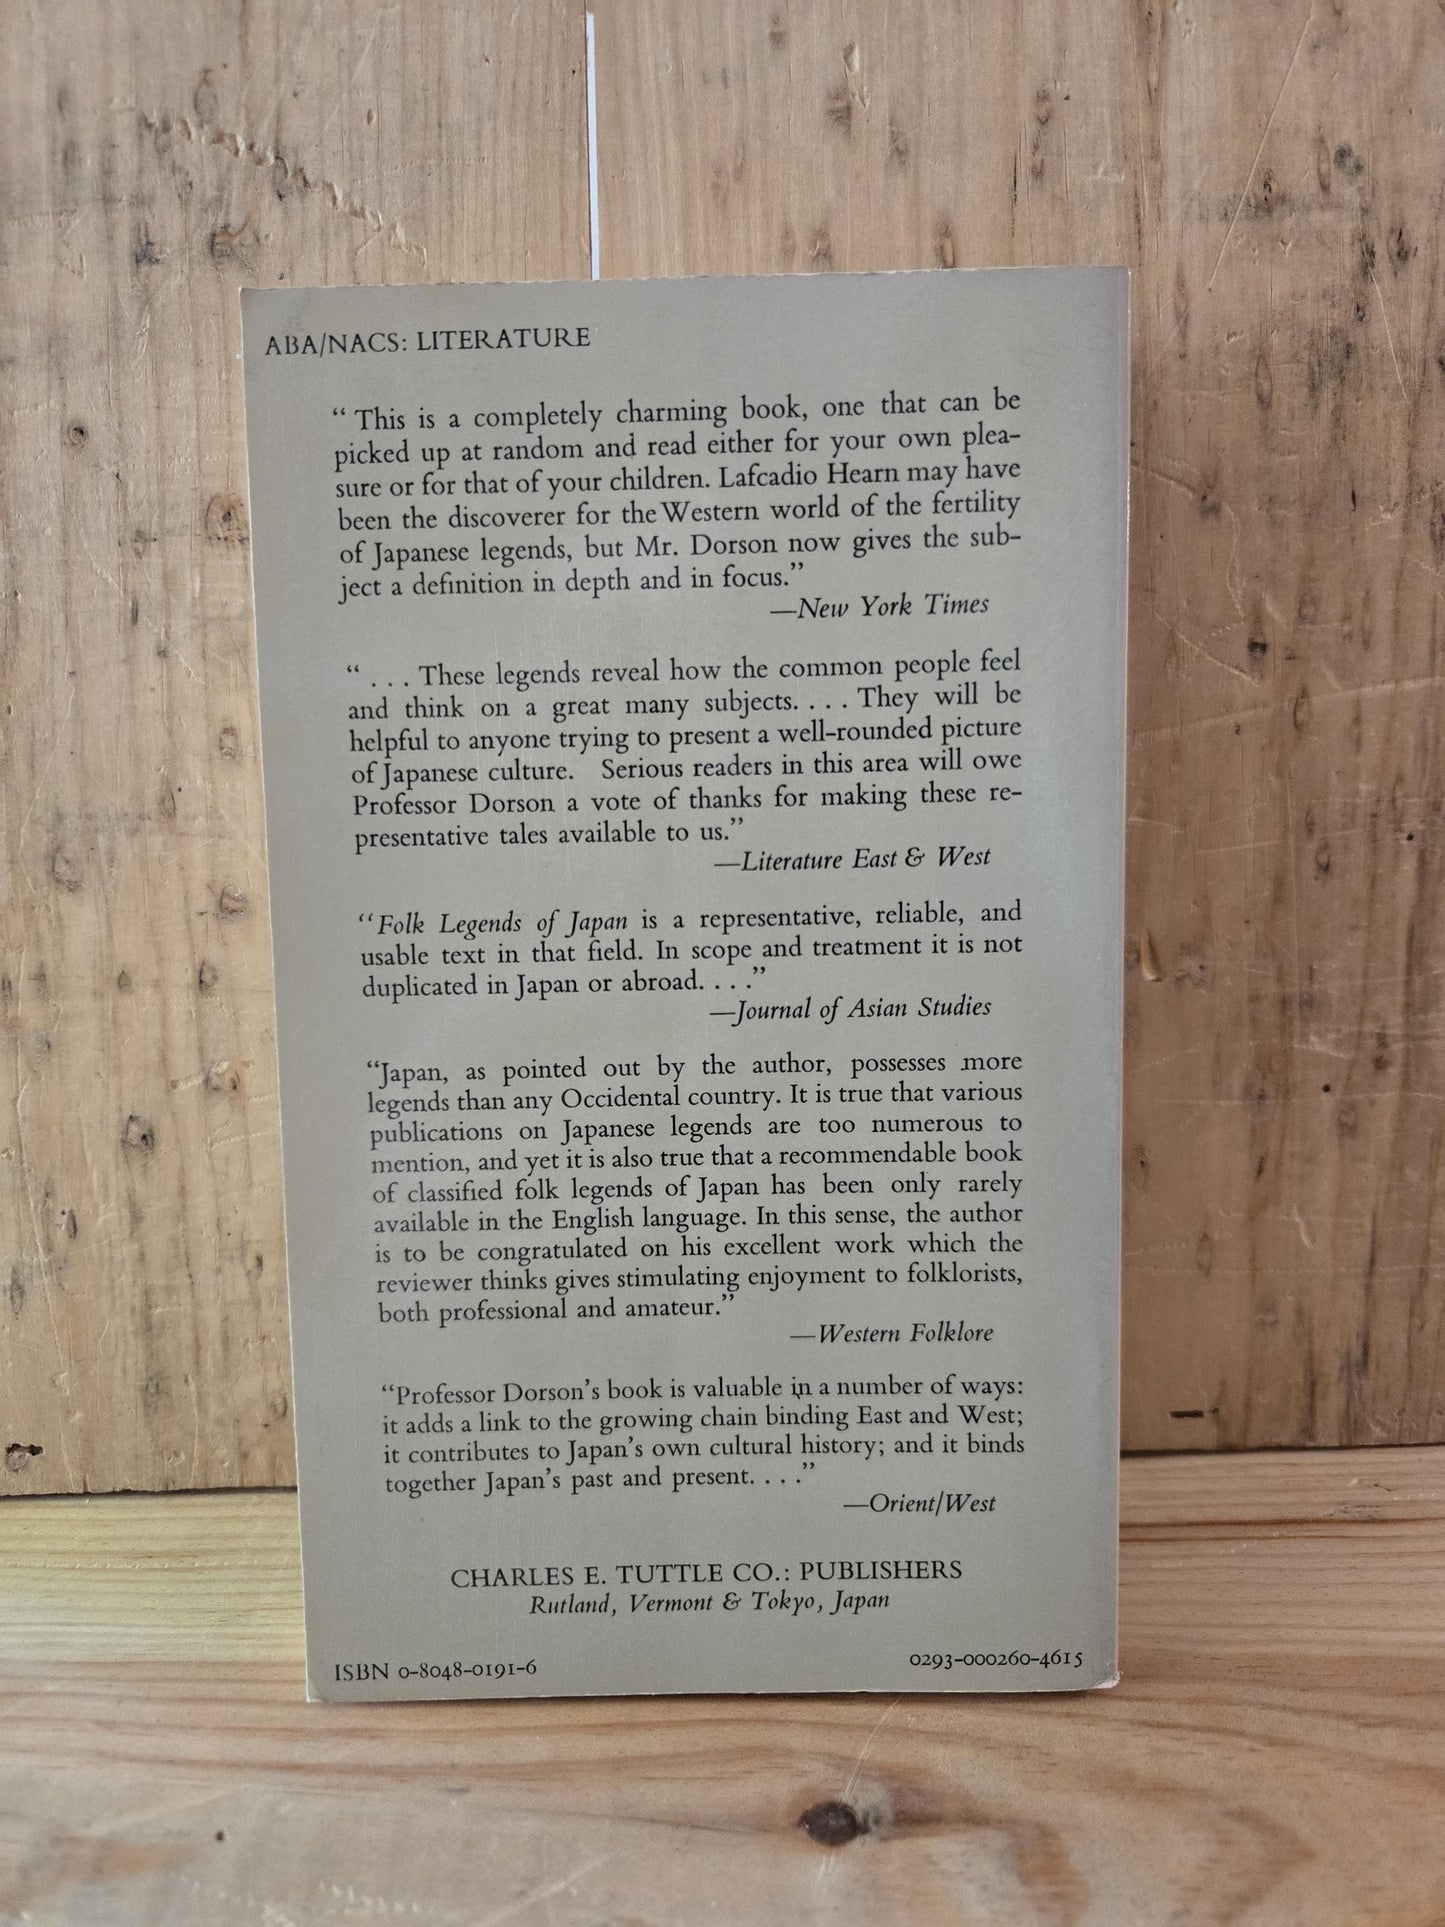 ABA/NACS: LITERATURE
“This is a completely charming book, one that can be
picked up at random and read either for your own plea-
sure or for that of your children. Lafcadio Hearn may have
been the discoverer for the Western world of the fertility
of Japanese legends, but Mr. Dorson now gives the sub-
ject a definition in depth and in focus.”
—New York Times
“ . . . These legends reveal how the common people feel
and think on a great many subjects. . . . They will be
helpful to anyone trying to present a well-rounded picture
of Japanese culture. Serious readers in this area will owe
Professor Dorson a vote of thanks for making these re-
presentative tales available to us.”
—Literature East & West
“Folk Legends of Japan is a representative, reliable, and
usable text in that field. In scope and treatment it is not
duplicated in Japan or abroad. . . .”
—Journal of Asian Studies
“Japan, as pointed out by the author, possesses more
legends than any Occidental country. It is true that various
publications on Japanese legends are too numerous to
mention, and yet it is also true that a recommendable book
of classified folk legends of Japan has been only rarely
available in the English language. In this sense, the author
is to be congratulated on his excellent work which the
reviewer thinks gives stimulating enjoyment to folklorists,
both professional and amateur.”
—Western Folklore
“Professor Dorson’s book is valuable in a number of ways:
it adds a link to the growing chain binding East and West;
it contributes to Japan’s own cultural history; and it binds
together Japan’s past and present. . . .”
—Orient/West
CHARLES E. TUTTLE CO.: PUBLISHERS
Rutland, Vermont & Tokyo, Japan
ISBN 0-8048-0191-6
0293-000260-4615